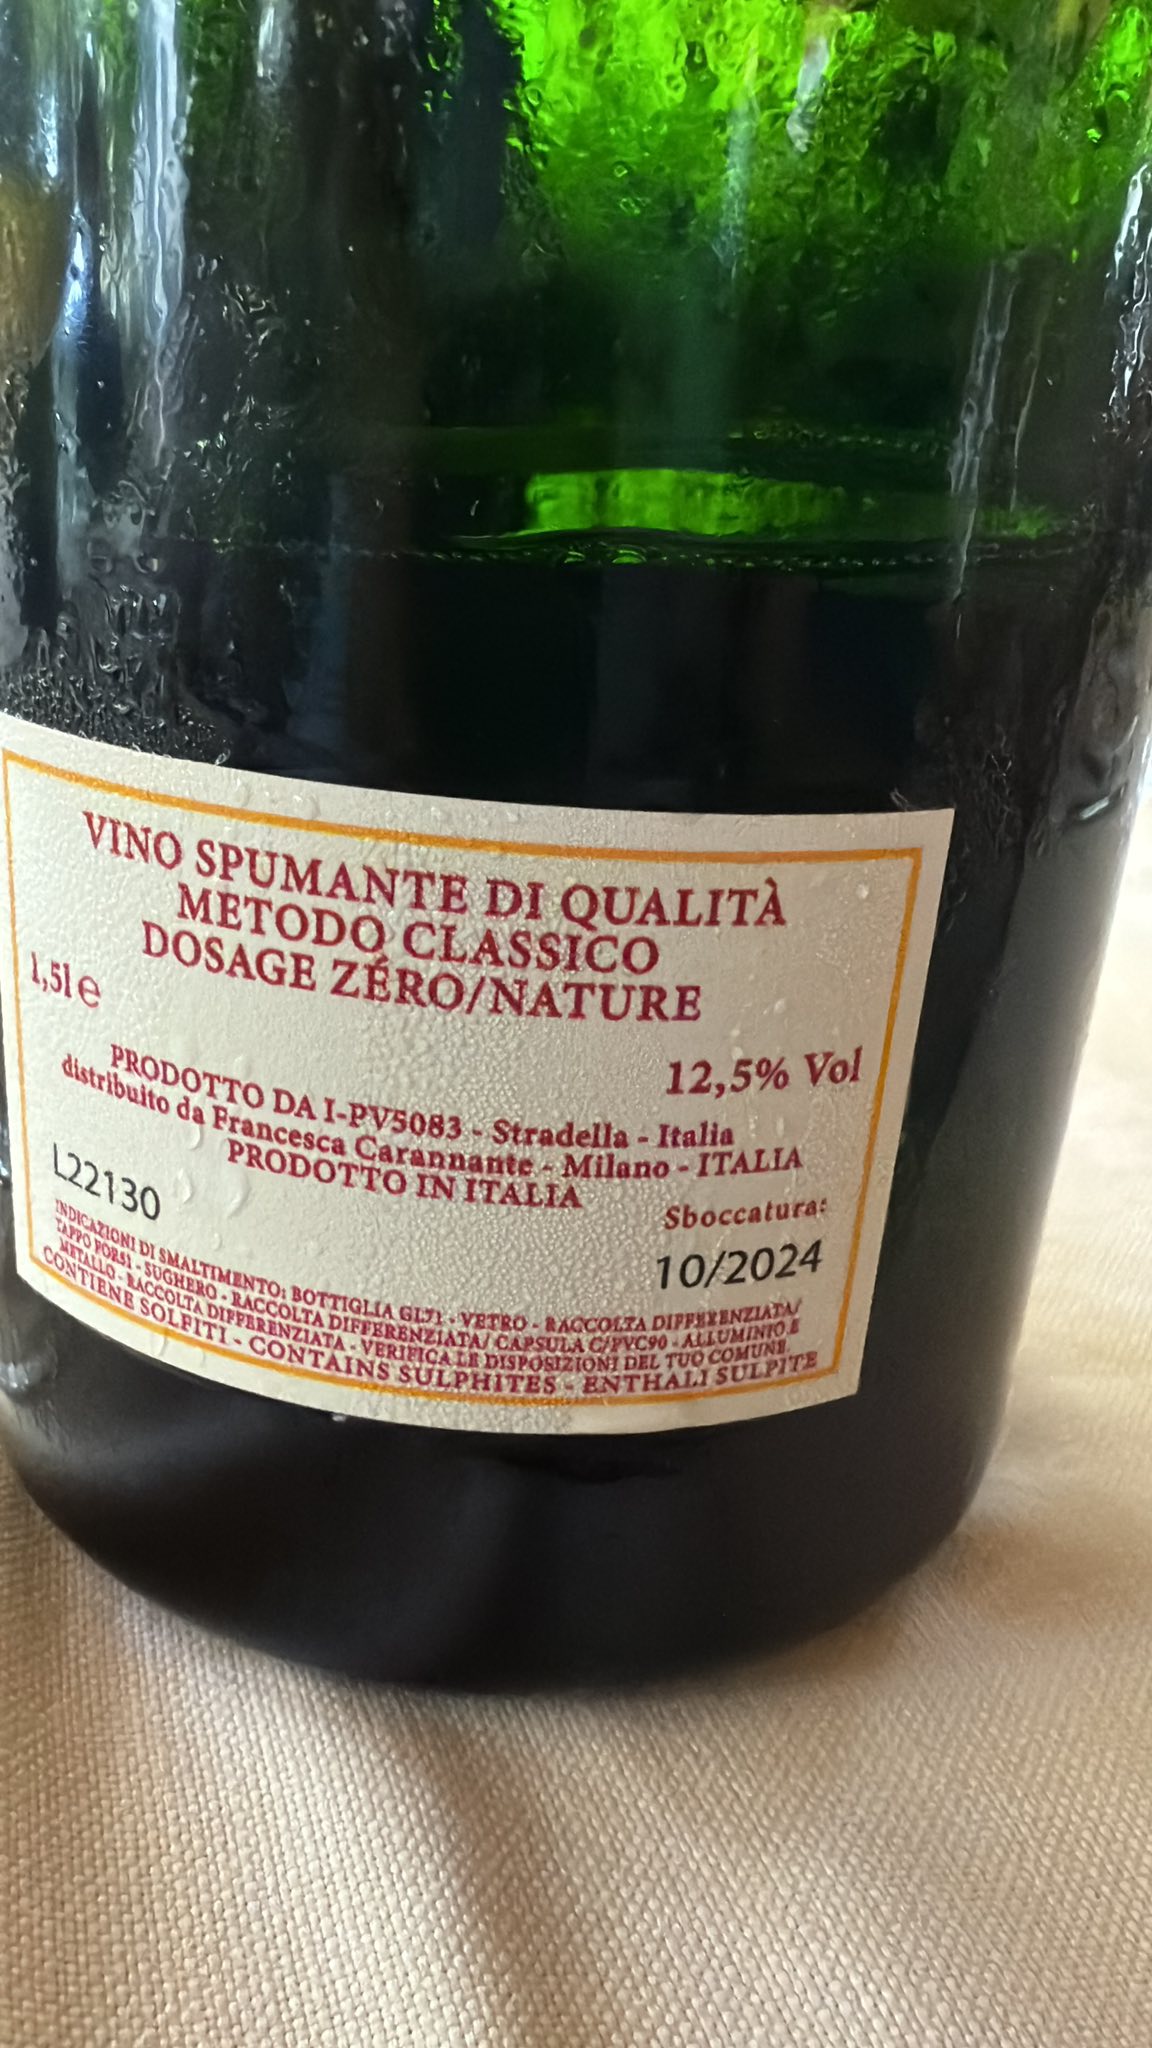 VINO SPUMANTE DI QUALITÀ
METODO CLASSICO
DOSAGE ZÉRO/NATURE
1,5l e
12,5% Vol
PRODOTTO DA I-PV5083 - Stradella - Italia
distribuito da Francesca Carannante - Milano - ITALIA
PRODOTTO IN ITALIA
L22130
Sboccatura:
10/2024
INDICAZIONI DI SMALTIMENTO: BOTTIGLIA GL71 - VETRO - RACCOLTA DIFFERENZIATA/
TAPPO FOR51 - SUGHERO - RACCOLTA DIFFERENZIATA/ CAPSULA C/PVC90 - ALLUMINIO E
METALLO - RACCOLTA DIFFERENZIATA - VERIFICA LE DISPOSIZIONI DEL TUO COMUNE.
CONTIENE SOLFITI - CONTAINS SULPHITES - ENTHALI SULPITE